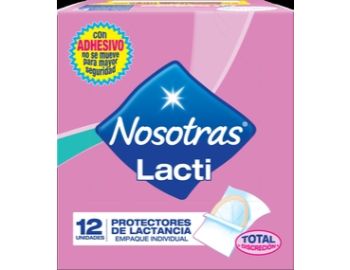 con
ADHESIVO
no se mueve
para mayor
seguridad
Nosotras®
Lacti
12
UNIDADES
PROTECTORES
DE LACTANCIA
EMPAQUE INDIVIDUAL
TOTAL
DISCRECIÓN